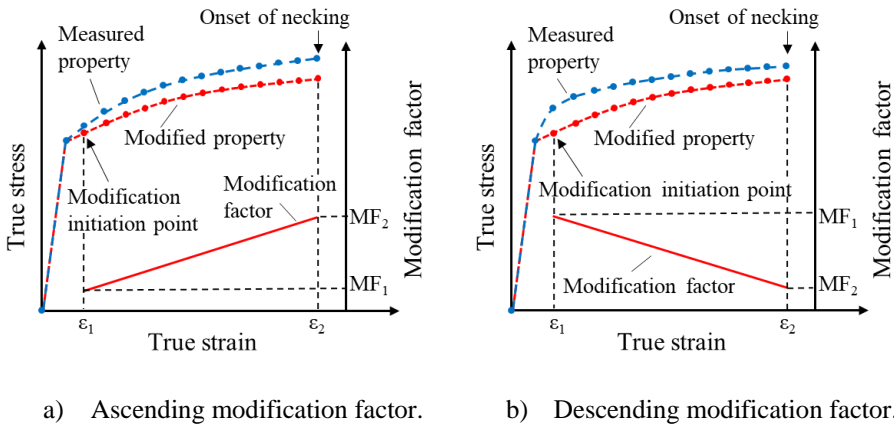 Onset of necking
Measured
property
Modified property
Modification
initiation point
Modification
factor
MF₂
MF₁
True stress
Modification factor
ε₁
ε₂
True strain
Onset of necking
Measured
property
Modified property
Modification initiation point
Modification factor
MF₁
MF₂
True stress
Modification factor
ε₁
ε₂
True strain
a) Ascending modification factor.
b) Descending modification factor.